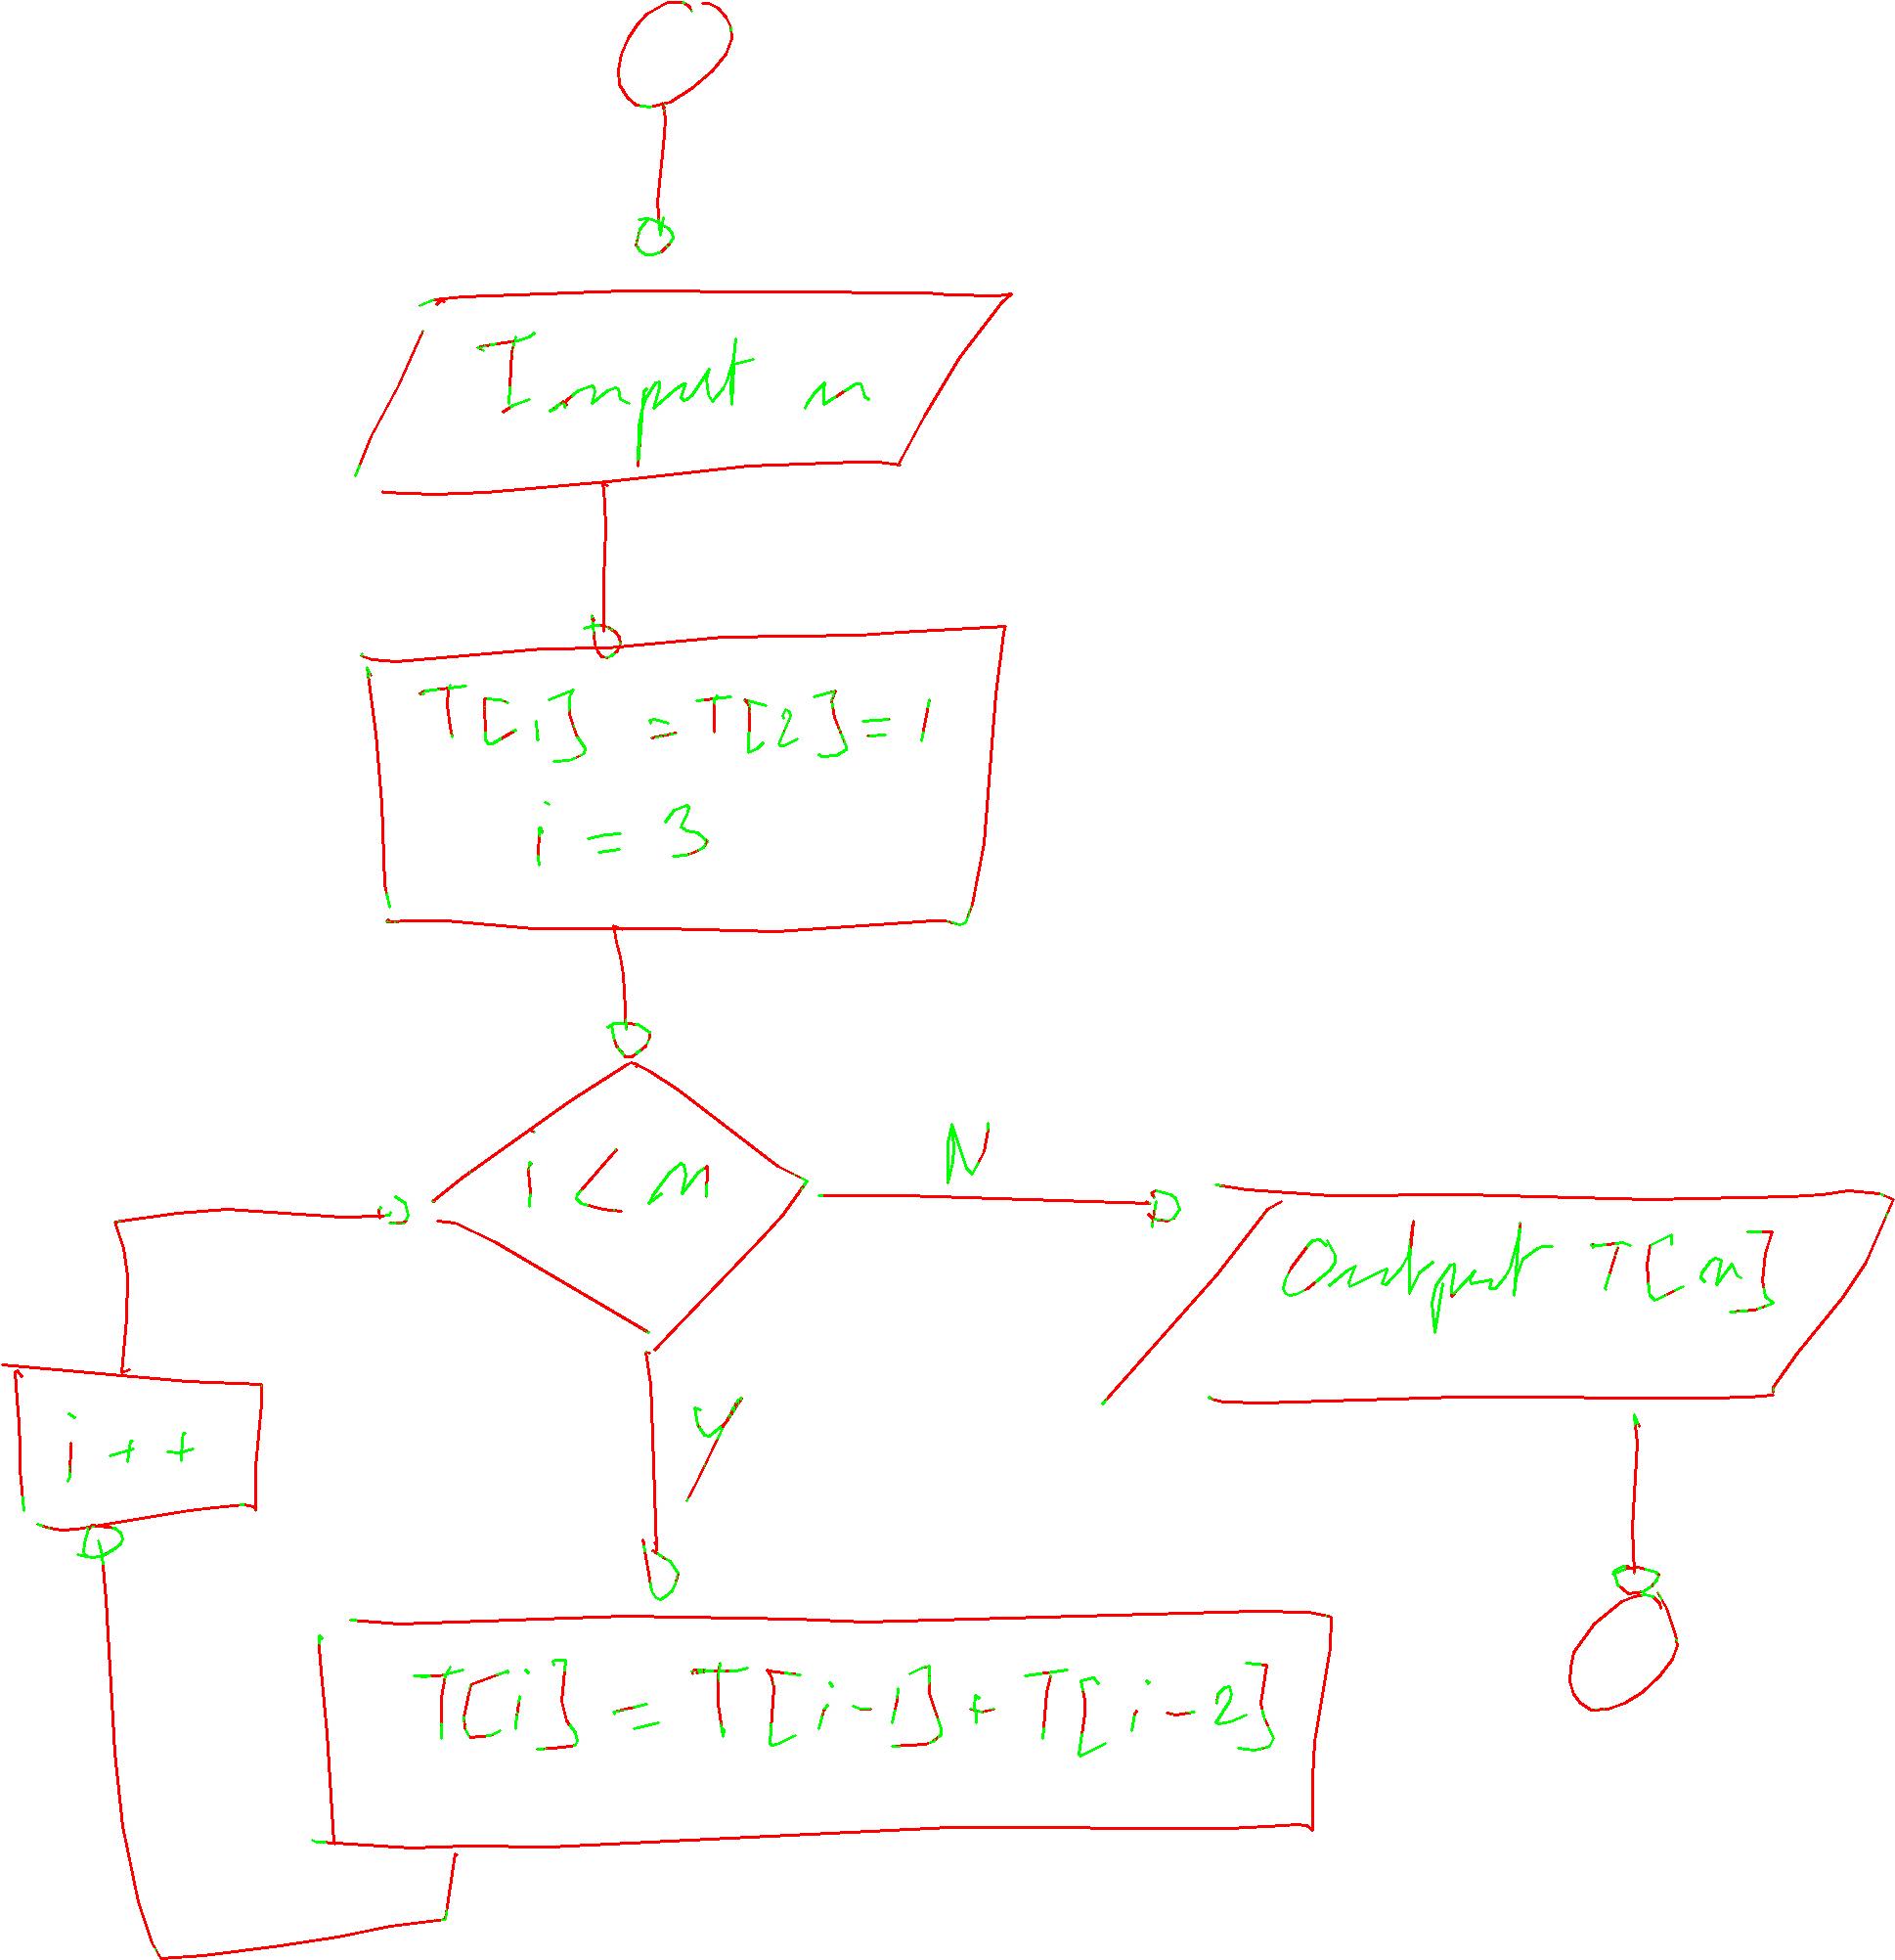 Input n
T[1] = T[2] = 1
i = 3
i < n
N
Output T[n]
i++
Y
T[i] = T[i-1] + T[i-2]